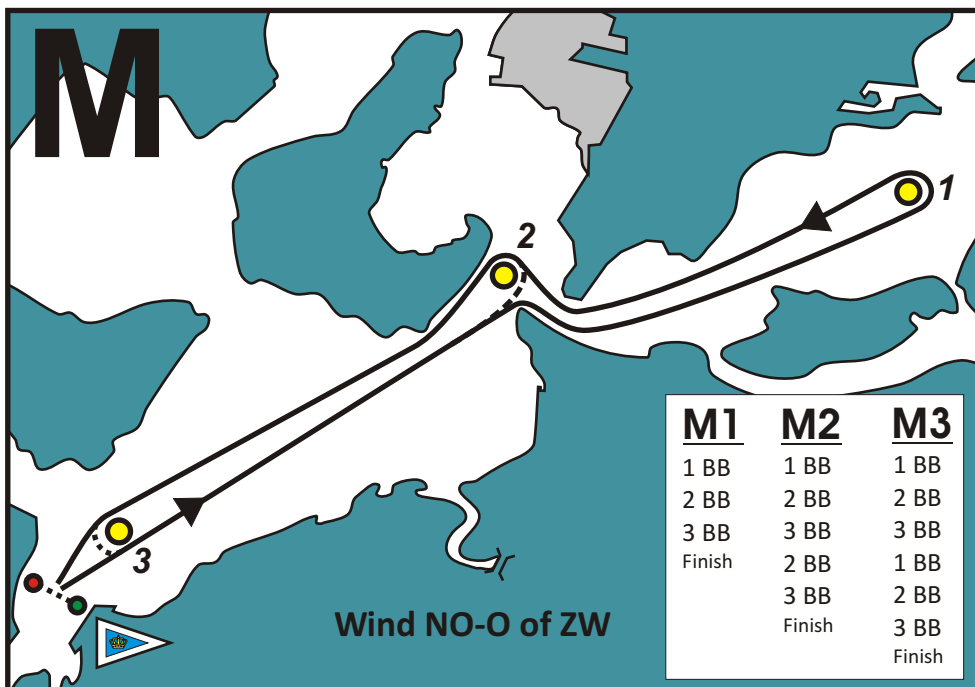 M
1
2
3
Wind NO-O of ZW
M1
1 BB
2 BB
3 BB
Finish
M2
1 BB
2 BB
3 BB
2 BB
3 BB
Finish
M3
1 BB
2 BB
3 BB
1 BB
2 BB
3 BB
Finish